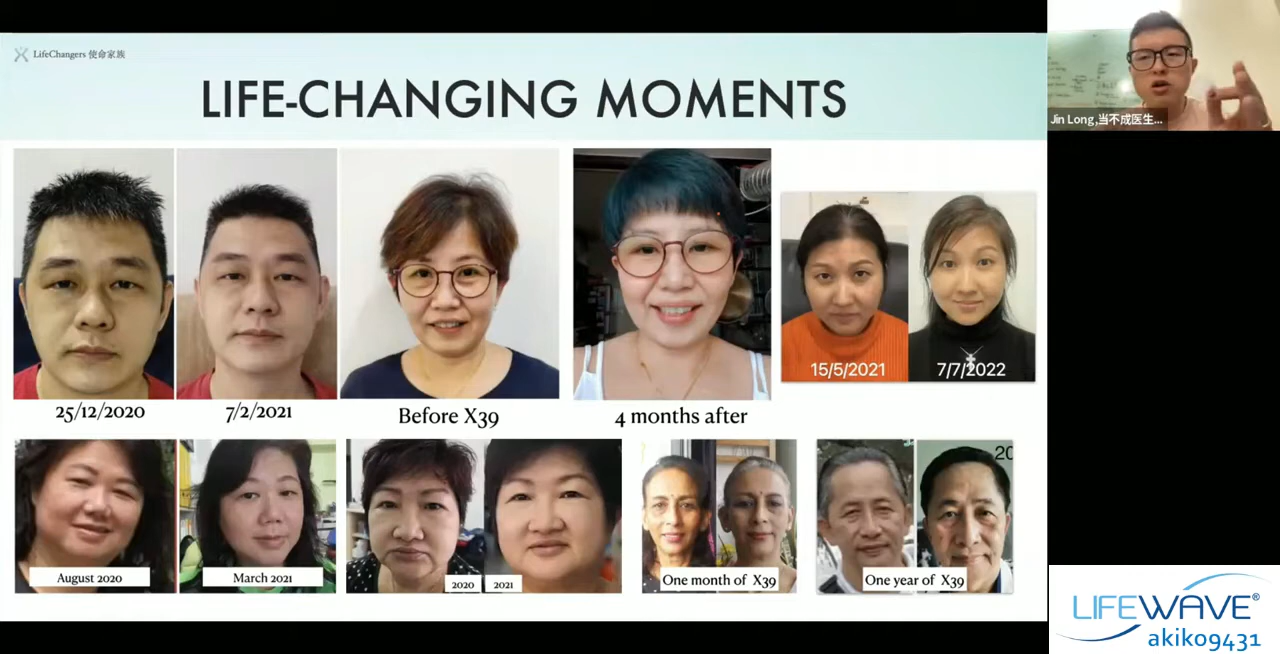 LifeChangers 使命家族
LIFE-CHANGING MOMENTS
Jin Long,当不成医生...
25/12/2020
7/2/2021
Before X39
4 months after
15/5/2021
7/7/2022
August 2020
March 2021
2020
2021
One month of X39
20
One year of X39
LIFEWAVE®
akiko9431